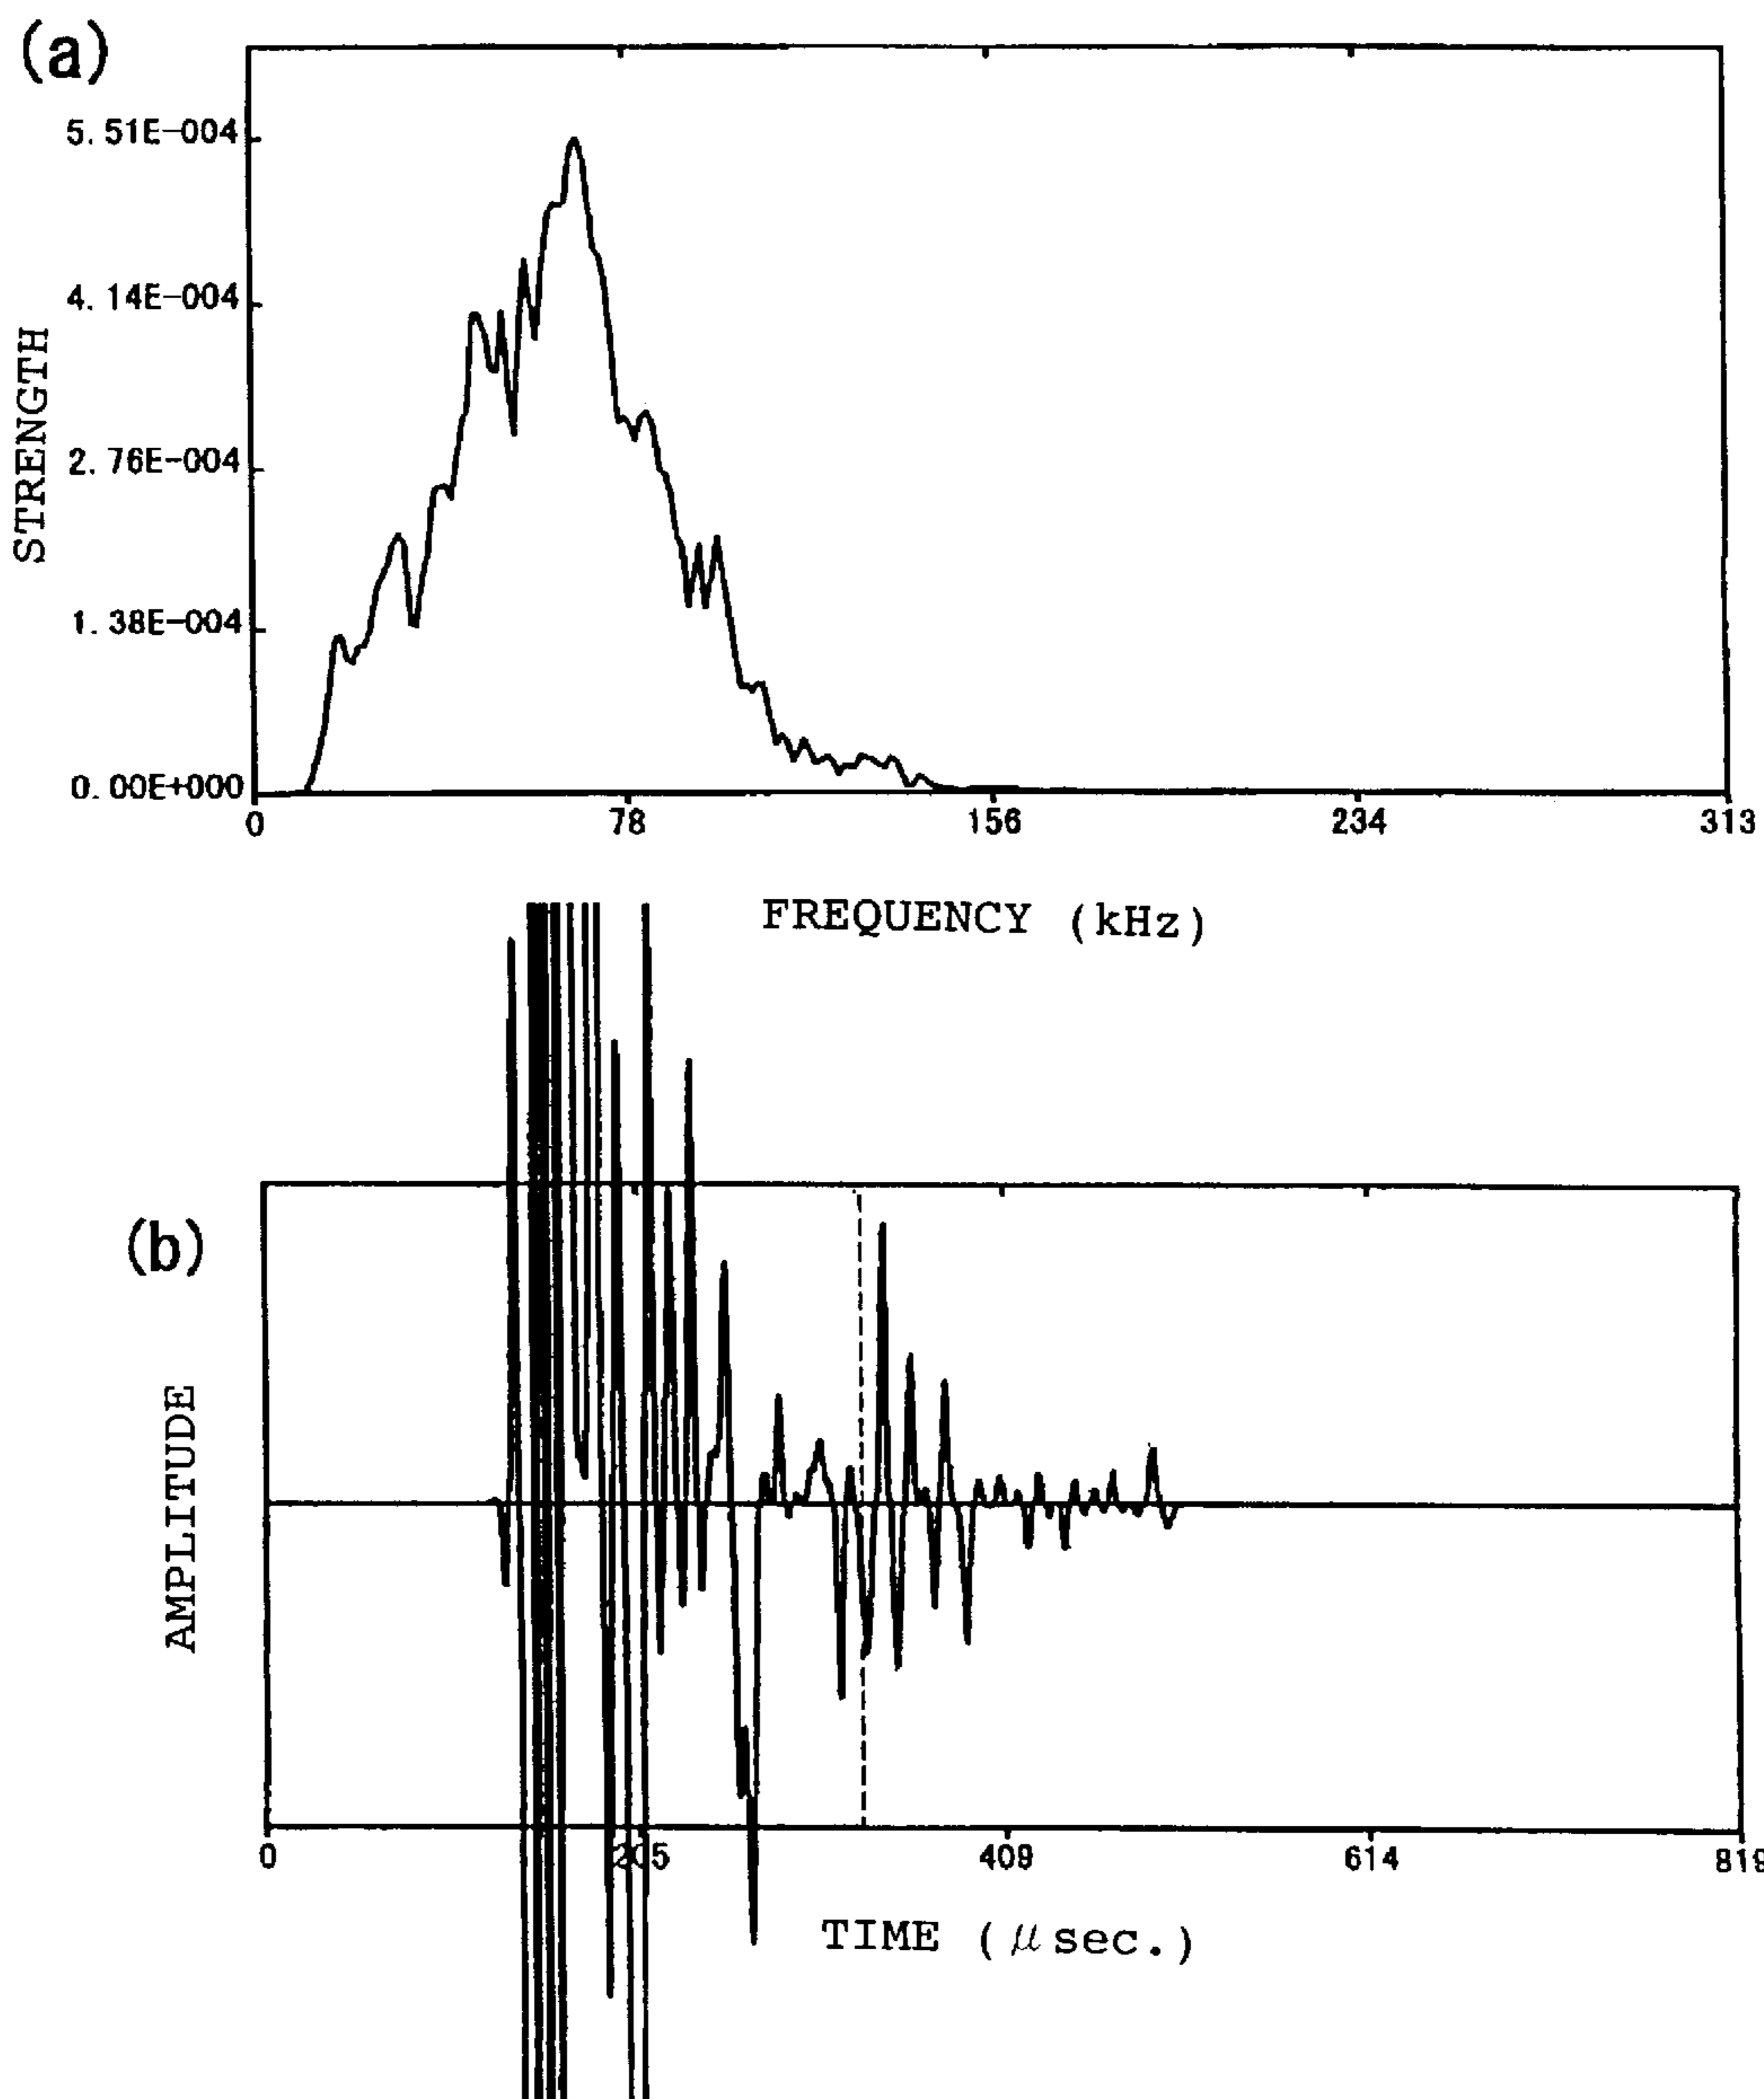 (a)
5.51E-004
4.14E-004
2.76E-004
1.38E-004
0.00E+000
STRENGTH
0 78 156 234 313
FREQUENCY (kHz)
(b)
AMPLITUDE
0 205 409 614 819
TIME (μsec.)